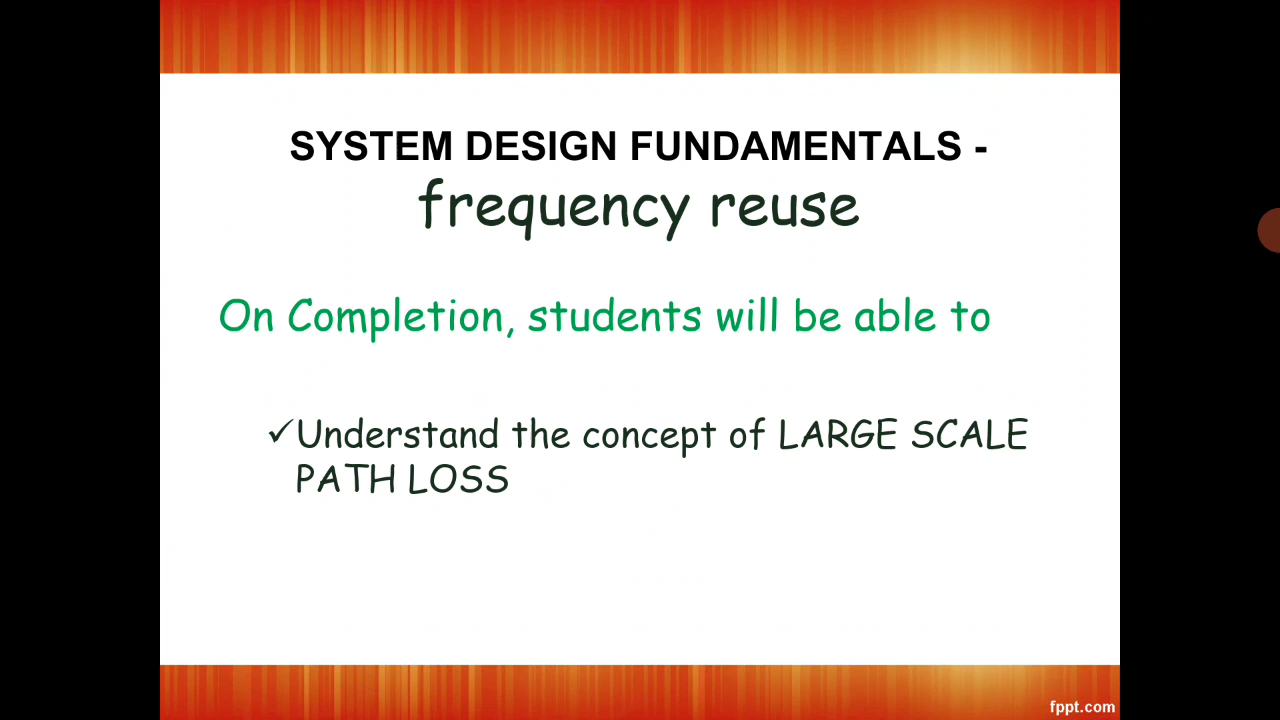 SYSTEM DESIGN FUNDAMENTALS -
frequency reuse
On Completion, students will be able to
✓Understand the concept of LARGE SCALE
PATH LOSS
fppt.com